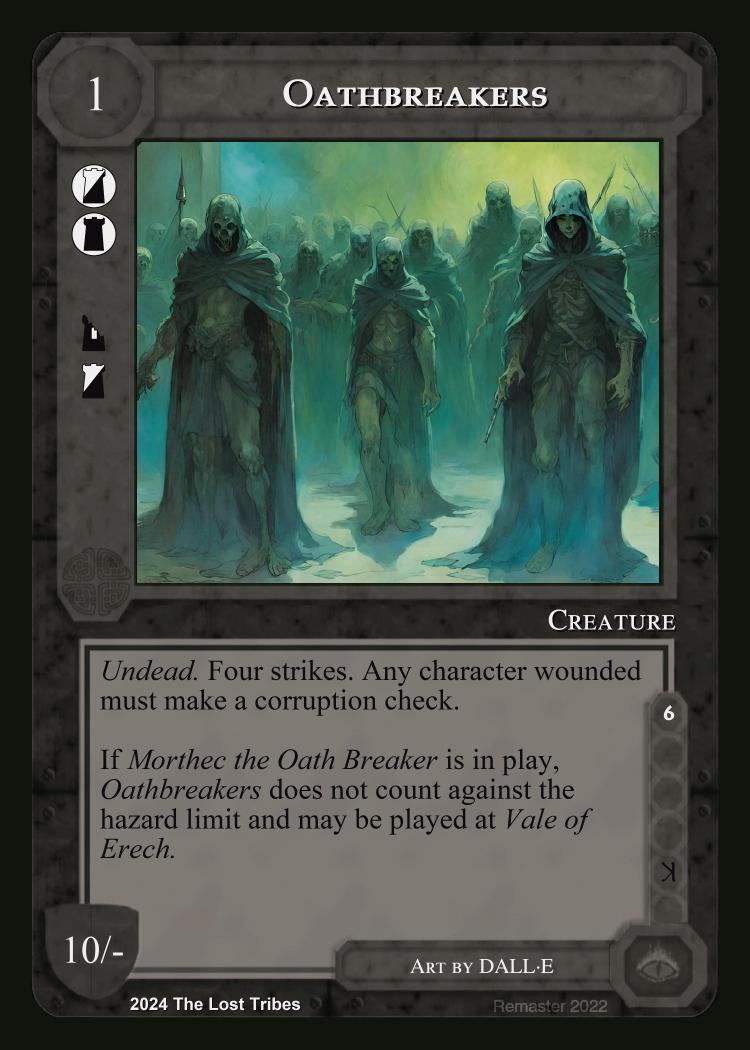 1
Oathbreakers
Creature
Undead. Four strikes. Any character wounded
must make a corruption check.
If Morthec the Oath Breaker is in play,
Oathbreakers does not count against the
hazard limit and may be played at Vale of
Erech.
6
10/-
Art by DALL·E
2024 The Lost Tribes
Remaster 2022